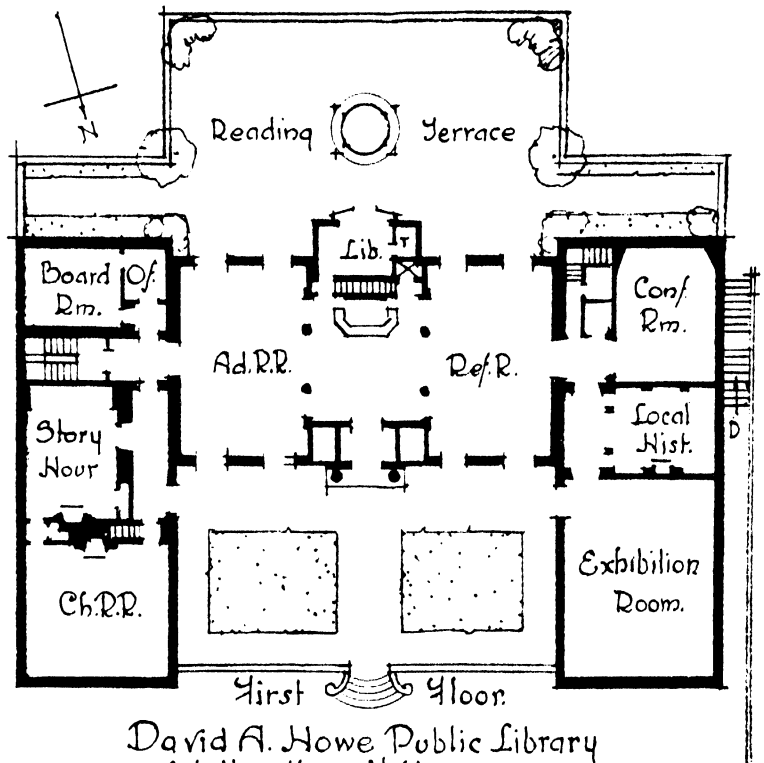 N
Reading Terrace
Lib.
T
Board Rm.
Of.
Conf. Rm.
Ad.R.R.
Ref.R.
Story Hour
Local Hist.
D
Exhibition Room.
Ch.R.R.
First Floor.
David A. Howe Public Library